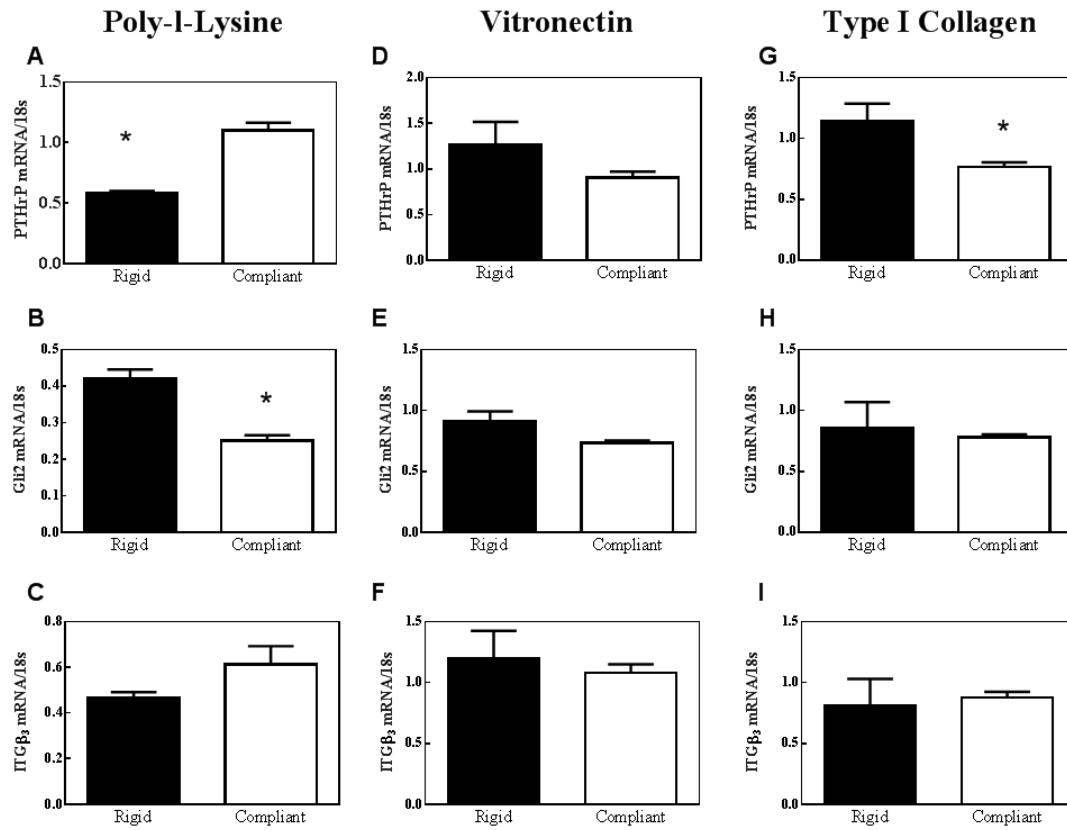 Poly-l-Lysine
Vitronectin
Type I Collagen
A
PTHrP mRNA/18s
1.5
1.0
0.5
0.0
*
Rigid Compliant
D
PTHrP mRNA/18s
2.0
1.5
1.0
0.5
0.0
Rigid Compliant
G
PTHrP mRNA/18s
1.5
1.0
0.5
0.0
*
Rigid Compliant
B
Gli2 mRNA/18s
0.5
0.4
0.3
0.2
0.1
0.0
*
Rigid Compliant
E
Gli2 mRNA/18s
1.5
1.0
0.5
0.0
Rigid Compliant
H
Gli2 mRNA/18s
1.5
1.0
0.5
0.0
Rigid Compliant
C
ITGβ₃ mRNA/18s
0.8
0.6
0.4
0.2
0.0
Rigid Compliant
F
ITGβ₃ mRNA/18s
1.5
1.0
0.5
0.0
Rigid Compliant
I
ITGβ₃ mRNA/18s
1.5
1.0
0.5
0.0
Rigid Compliant